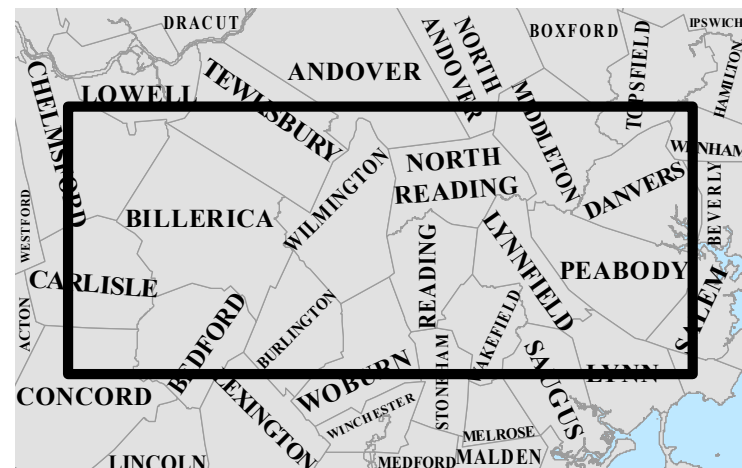 DRACUT
BOXFORD
IPSWICH
ANDOVER
NORTH
ANDOVER
TOPSFIELD
HAMILTON
CHELMSFORD
LOWELL
TEWKSBURY
MIDDLETON
WENHAM
NORTH
READING
WILMINGTON
DANVERS
BEVERLY
WESTFORD
BILLERICA
LYNNFIELD
PEABODY
CARLISLE
READING
SALEM
ACTON
BEDFORD
BURLINGTON
WAKEFIELD
STONEHAM
SAUGUS
LYNN
CONCORD
LEXINGTON
WOBURN
WINCHESTER
MELROSE
LINCOLN
MEDFORD
MALDEN